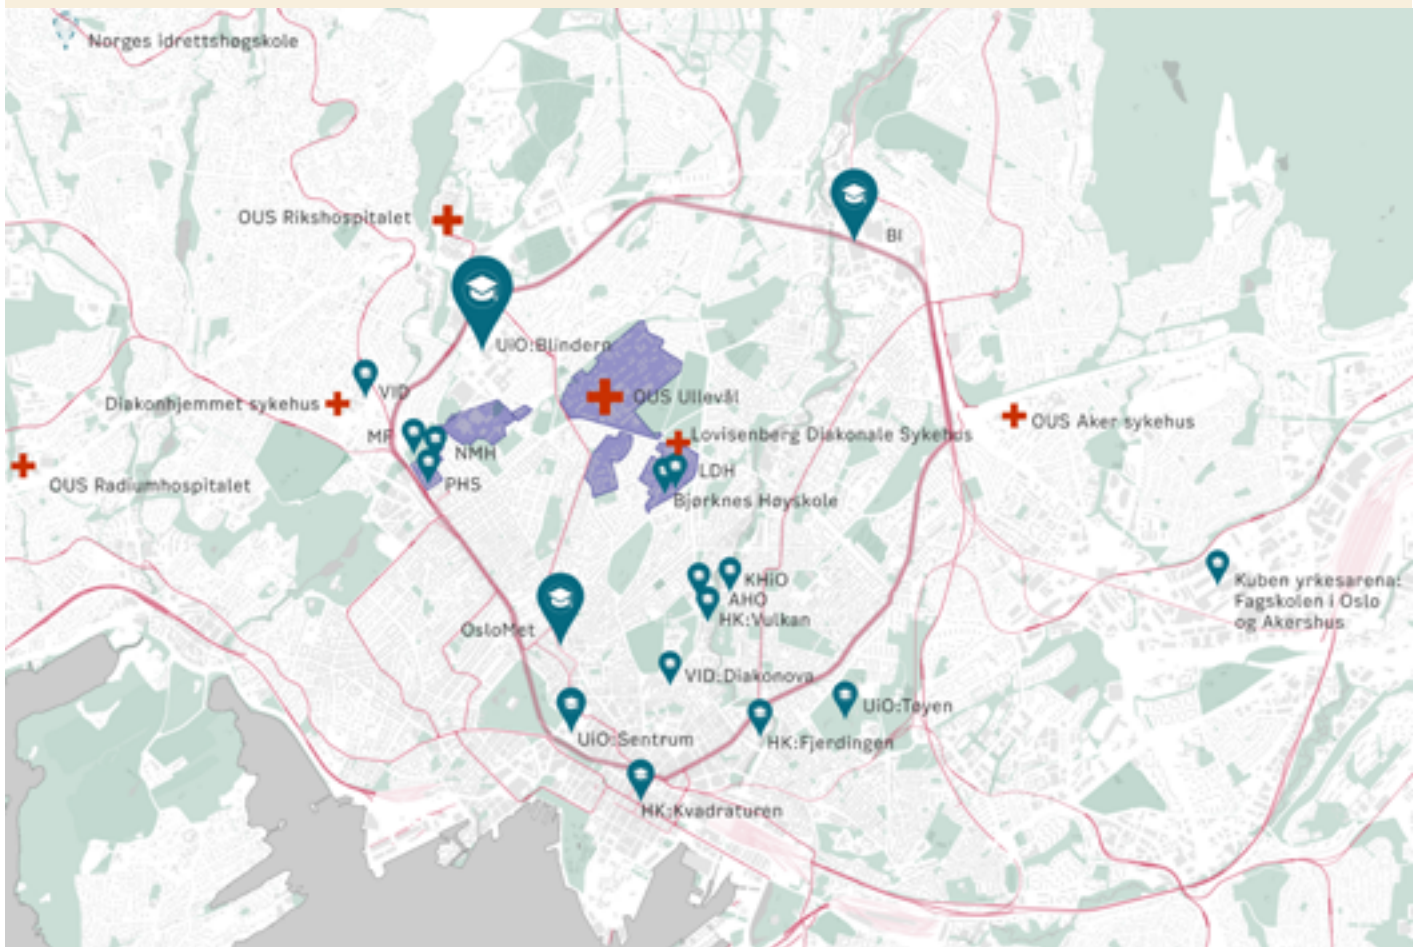 Norges idrettshøgskole
OUS Rikshospitalet
BI
UiO:Blindern
VID
Diakonhjemmet sykehus
OUS Ullevål
OUS Aker sykehus
MF
Lovisenberg Diakonale Sykehus
NMH
LDH
OUS Radiumhospitalet
PHS
Bjørknes Høyskole
KHiO
Kuben yrkesarena:
Fagskolen i Oslo
og Akershus
AHO
HK:Vulkan
OsloMet
VID:Diakonova
UiO:Tøyen
UiO:Sentrum
HK:Fjerdingen
HK:Kvadraturen